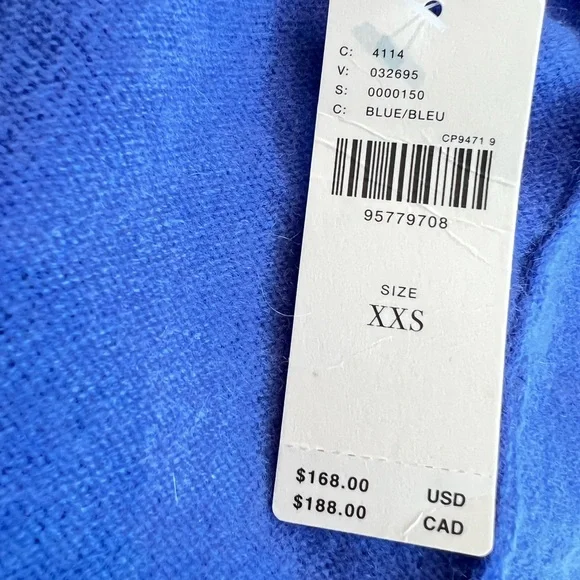 C: 4114
V: 032695
S: 0000150
C: BLUE/BLEU
CP9471 9
95779708
SIZE
XXS
$168.00 USD
$188.00 CAD